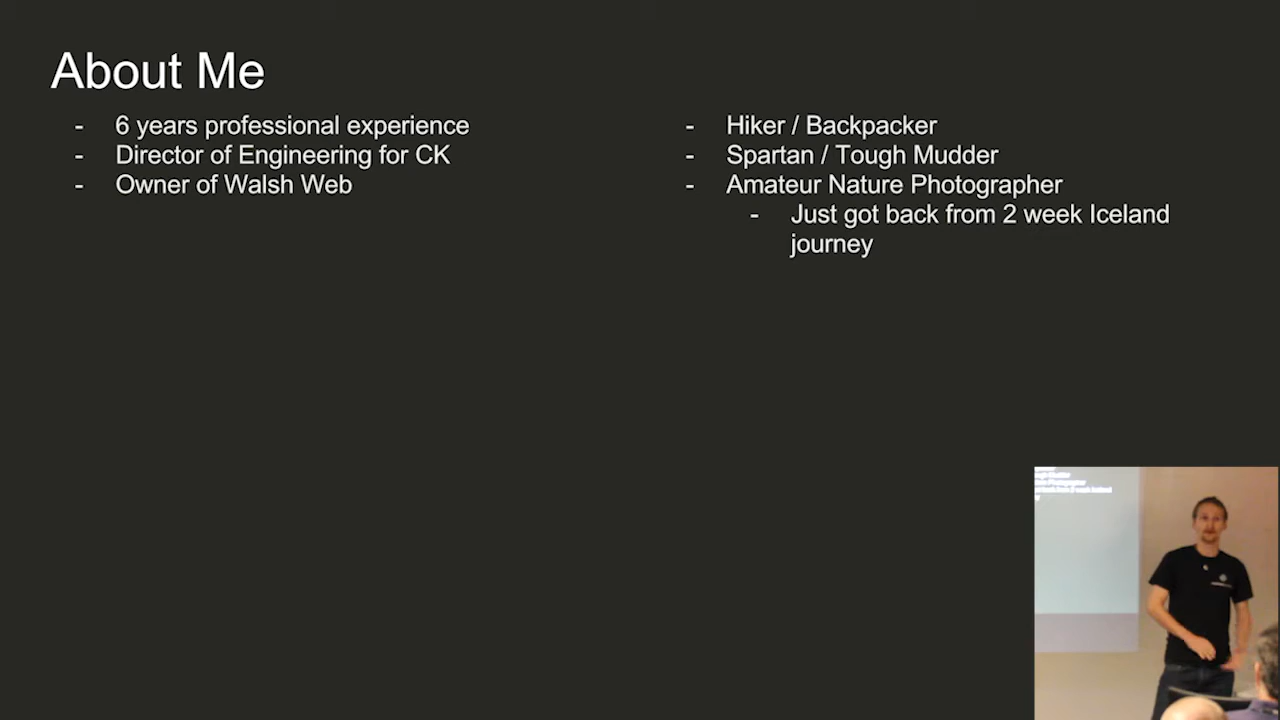 About Me
- 6 years professional experience
- Director of Engineering for CK
- Owner of Walsh Web
- Hiker / Backpacker
- Spartan / Tough Mudder
- Amateur Nature Photographer
- Just got back from 2 week Iceland
journey